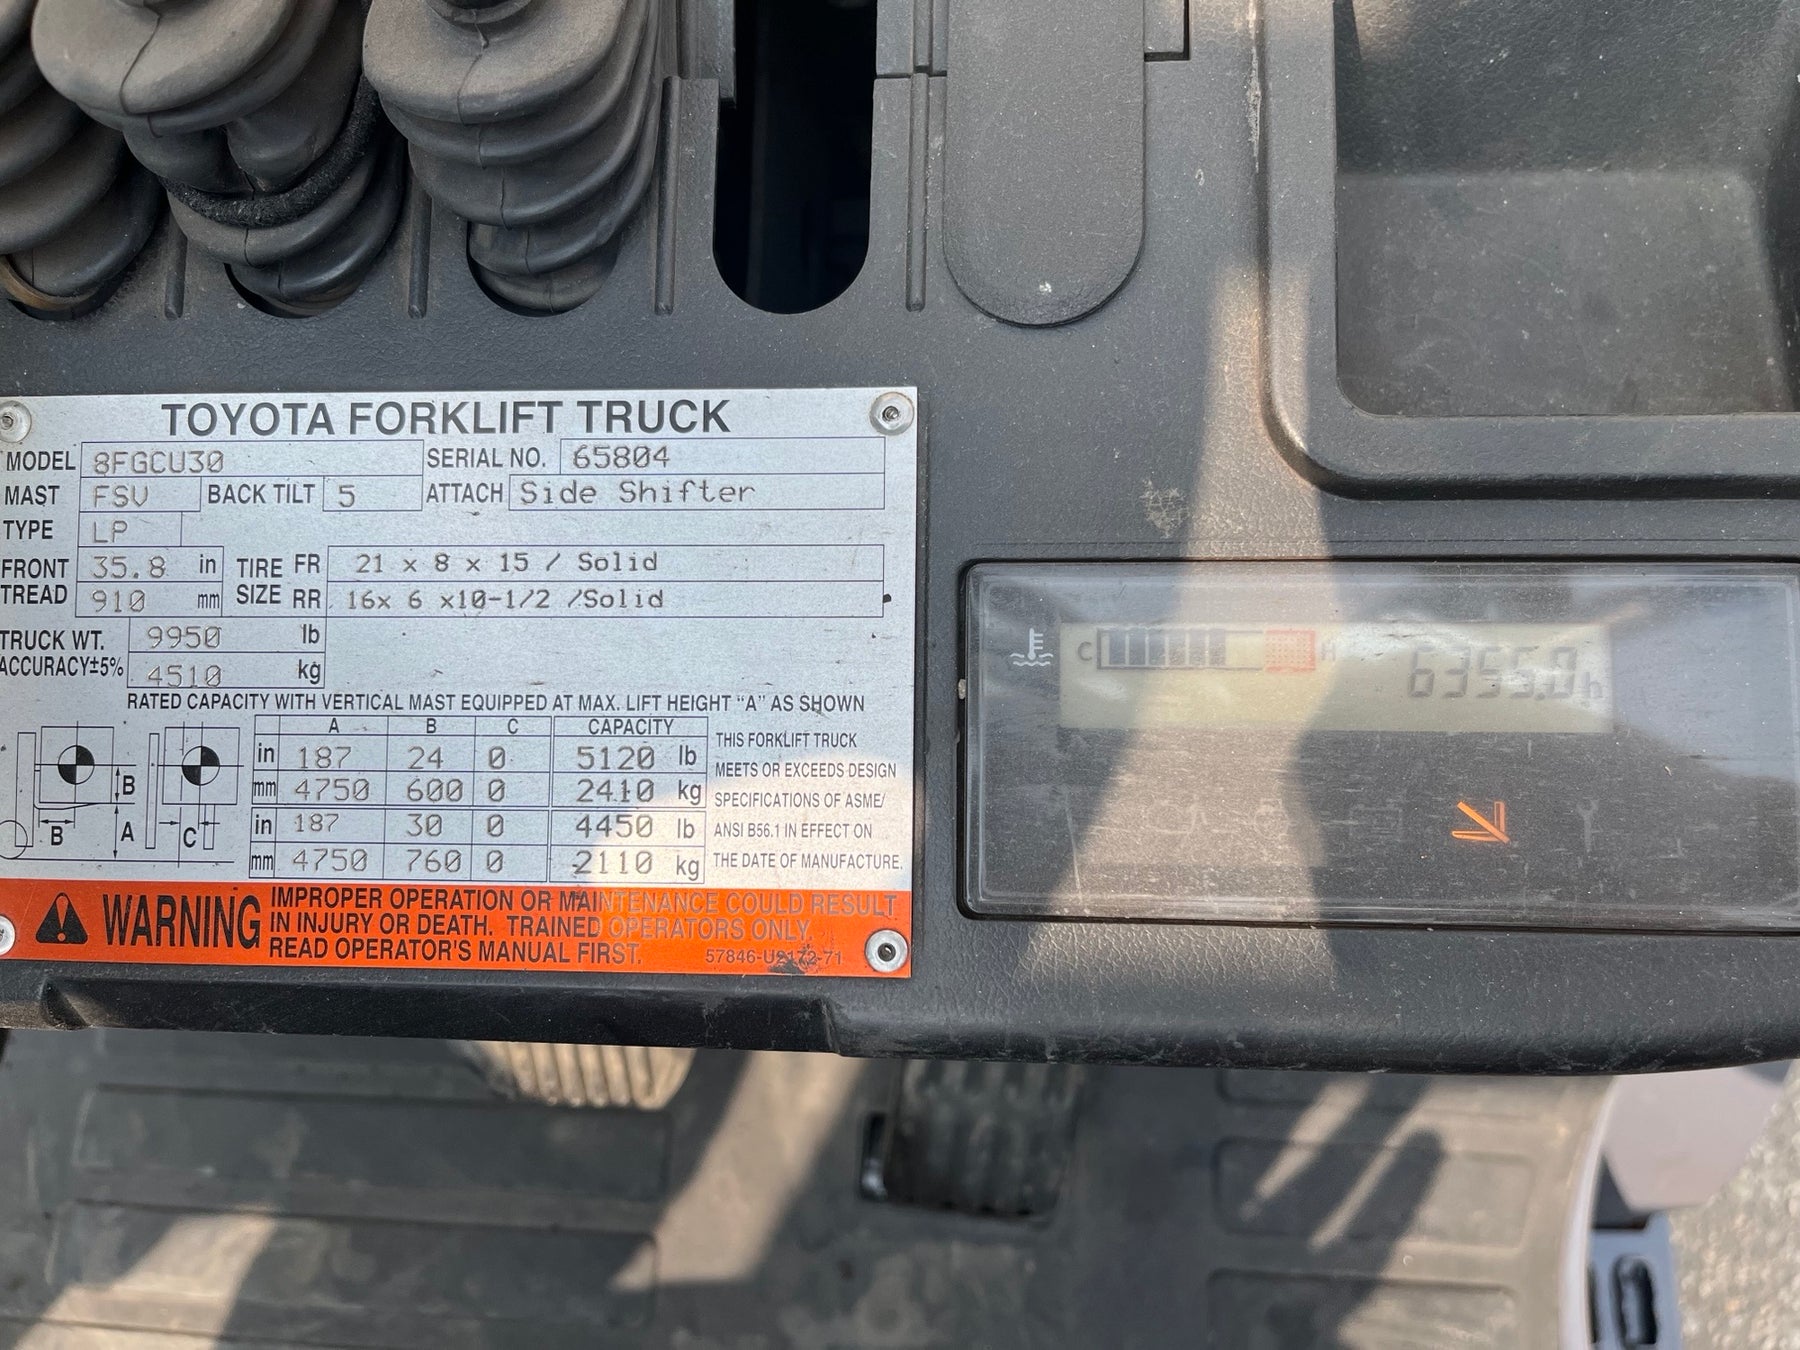 TOYOTA FORKLIFT TRUCK
MODEL 8FGCU30 SERIAL NO. 65804
MAST FSV BACK TILT 5 ATTACH Side Shifter
TYPE LP
FRONT TREAD 35.8 in 910 mm
TIRE SIZE FR 21 x 8 x 15 / Solid
RR 16x 6 x10-1/2 /Solid
TRUCK WT. 9950 lb
ACCURACY±5% 4510 kg
RATED CAPACITY WITH VERTICAL MAST EQUIPPED AT MAX. LIFT HEIGHT "A" AS SHOWN
A B C CAPACITY
in 187 24 0 5120 lb
mm 4750 600 0 2410 kg
in 187 30 0 4450 lb
mm 4750 760 0 2110 kg
B B A C
THIS FORKLIFT TRUCK
MEETS OR EXCEEDS DESIGN
SPECIFICATIONS OF ASME/
ANSI B56.1 IN EFFECT ON
THE DATE OF MANUFACTURE.
WARNING
IMPROPER OPERATION OR MAINTENANCE COULD RESULT
IN INJURY OR DEATH. TRAINED OPERATORS ONLY.
READ OPERATOR'S MANUAL FIRST.
C H 6355.0h